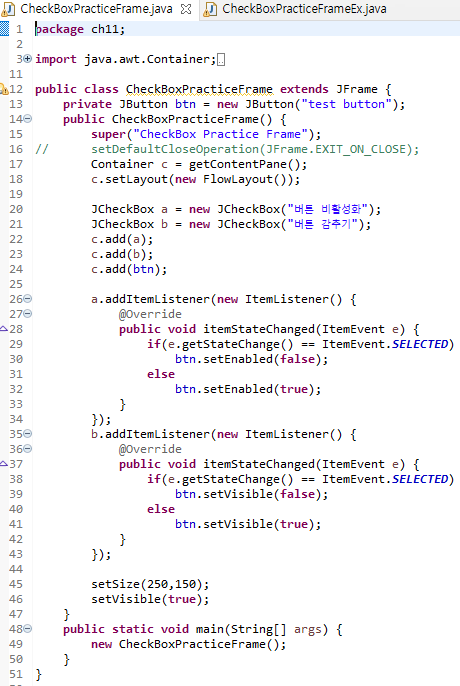 CheckBoxPracticeFrame.java CheckBoxPracticeFrameEx.java
1 package ch11;
2
3 import java.awt.Container;
11
12 public class CheckBoxPracticeFrame extends JFrame {
13     private JButton btn = new JButton("test button");
14     public CheckBoxPracticeFrame() {
15         super("CheckBox Practice Frame");
16 //      setDefaultCloseOperation(JFrame.EXIT_ON_CLOSE);
17         Container c = getContentPane();
18         c.setLayout(new FlowLayout());
19
20         JCheckBox a = new JCheckBox("버튼 비활성화");
21         JCheckBox b = new JCheckBox("버튼 감추기");
22         c.add(a);
23         c.add(b);
24         c.add(btn);
25
26         a.addItemListener(new ItemListener() {
27             @Override
28             public void itemStateChanged(ItemEvent e) {
29                 if(e.getStateChange() == ItemEvent.SELECTED)
30                     btn.setEnabled(false);
31                 else
32                     btn.setEnabled(true);
33             }
34         });
35         b.addItemListener(new ItemListener() {
36             @Override
37             public void itemStateChanged(ItemEvent e) {
38                 if(e.getStateChange() == ItemEvent.SELECTED)
39                     btn.setVisible(false);
40                 else
41                     btn.setVisible(true);
42             }
43         });
44
45         setSize(250,150);
46         setVisible(true);
47     }
48     public static void main(String[] args) {
49         new CheckBoxPracticeFrame();
50     }
51 }